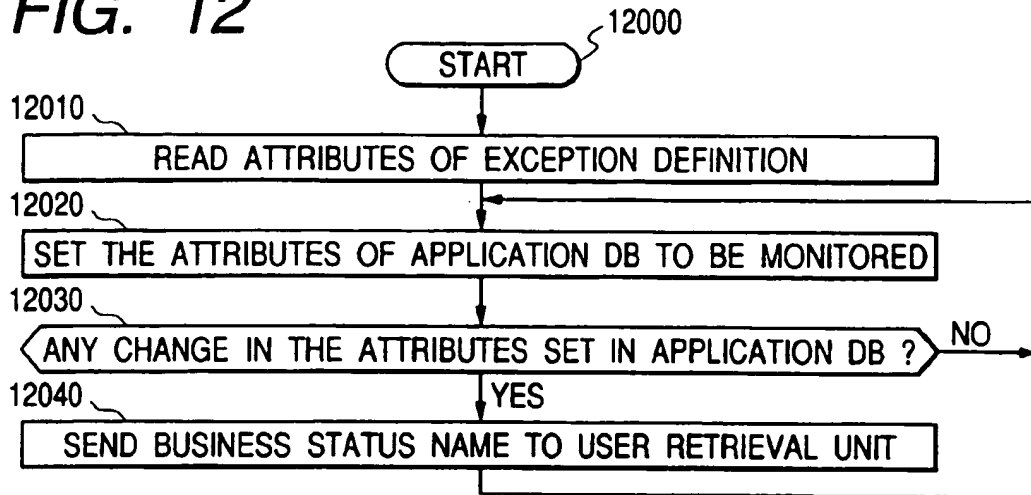 FIG. 12
12000
START
12010
READ ATTRIBUTES OF EXCEPTION DEFINITION
12020
SET THE ATTRIBUTES OF APPLICATION DB TO BE MONITORED
12030
ANY CHANGE IN THE ATTRIBUTES SET IN APPLICATION DB ?
NO
YES
12040
SEND BUSINESS STATUS NAME TO USER RETRIEVAL UNIT